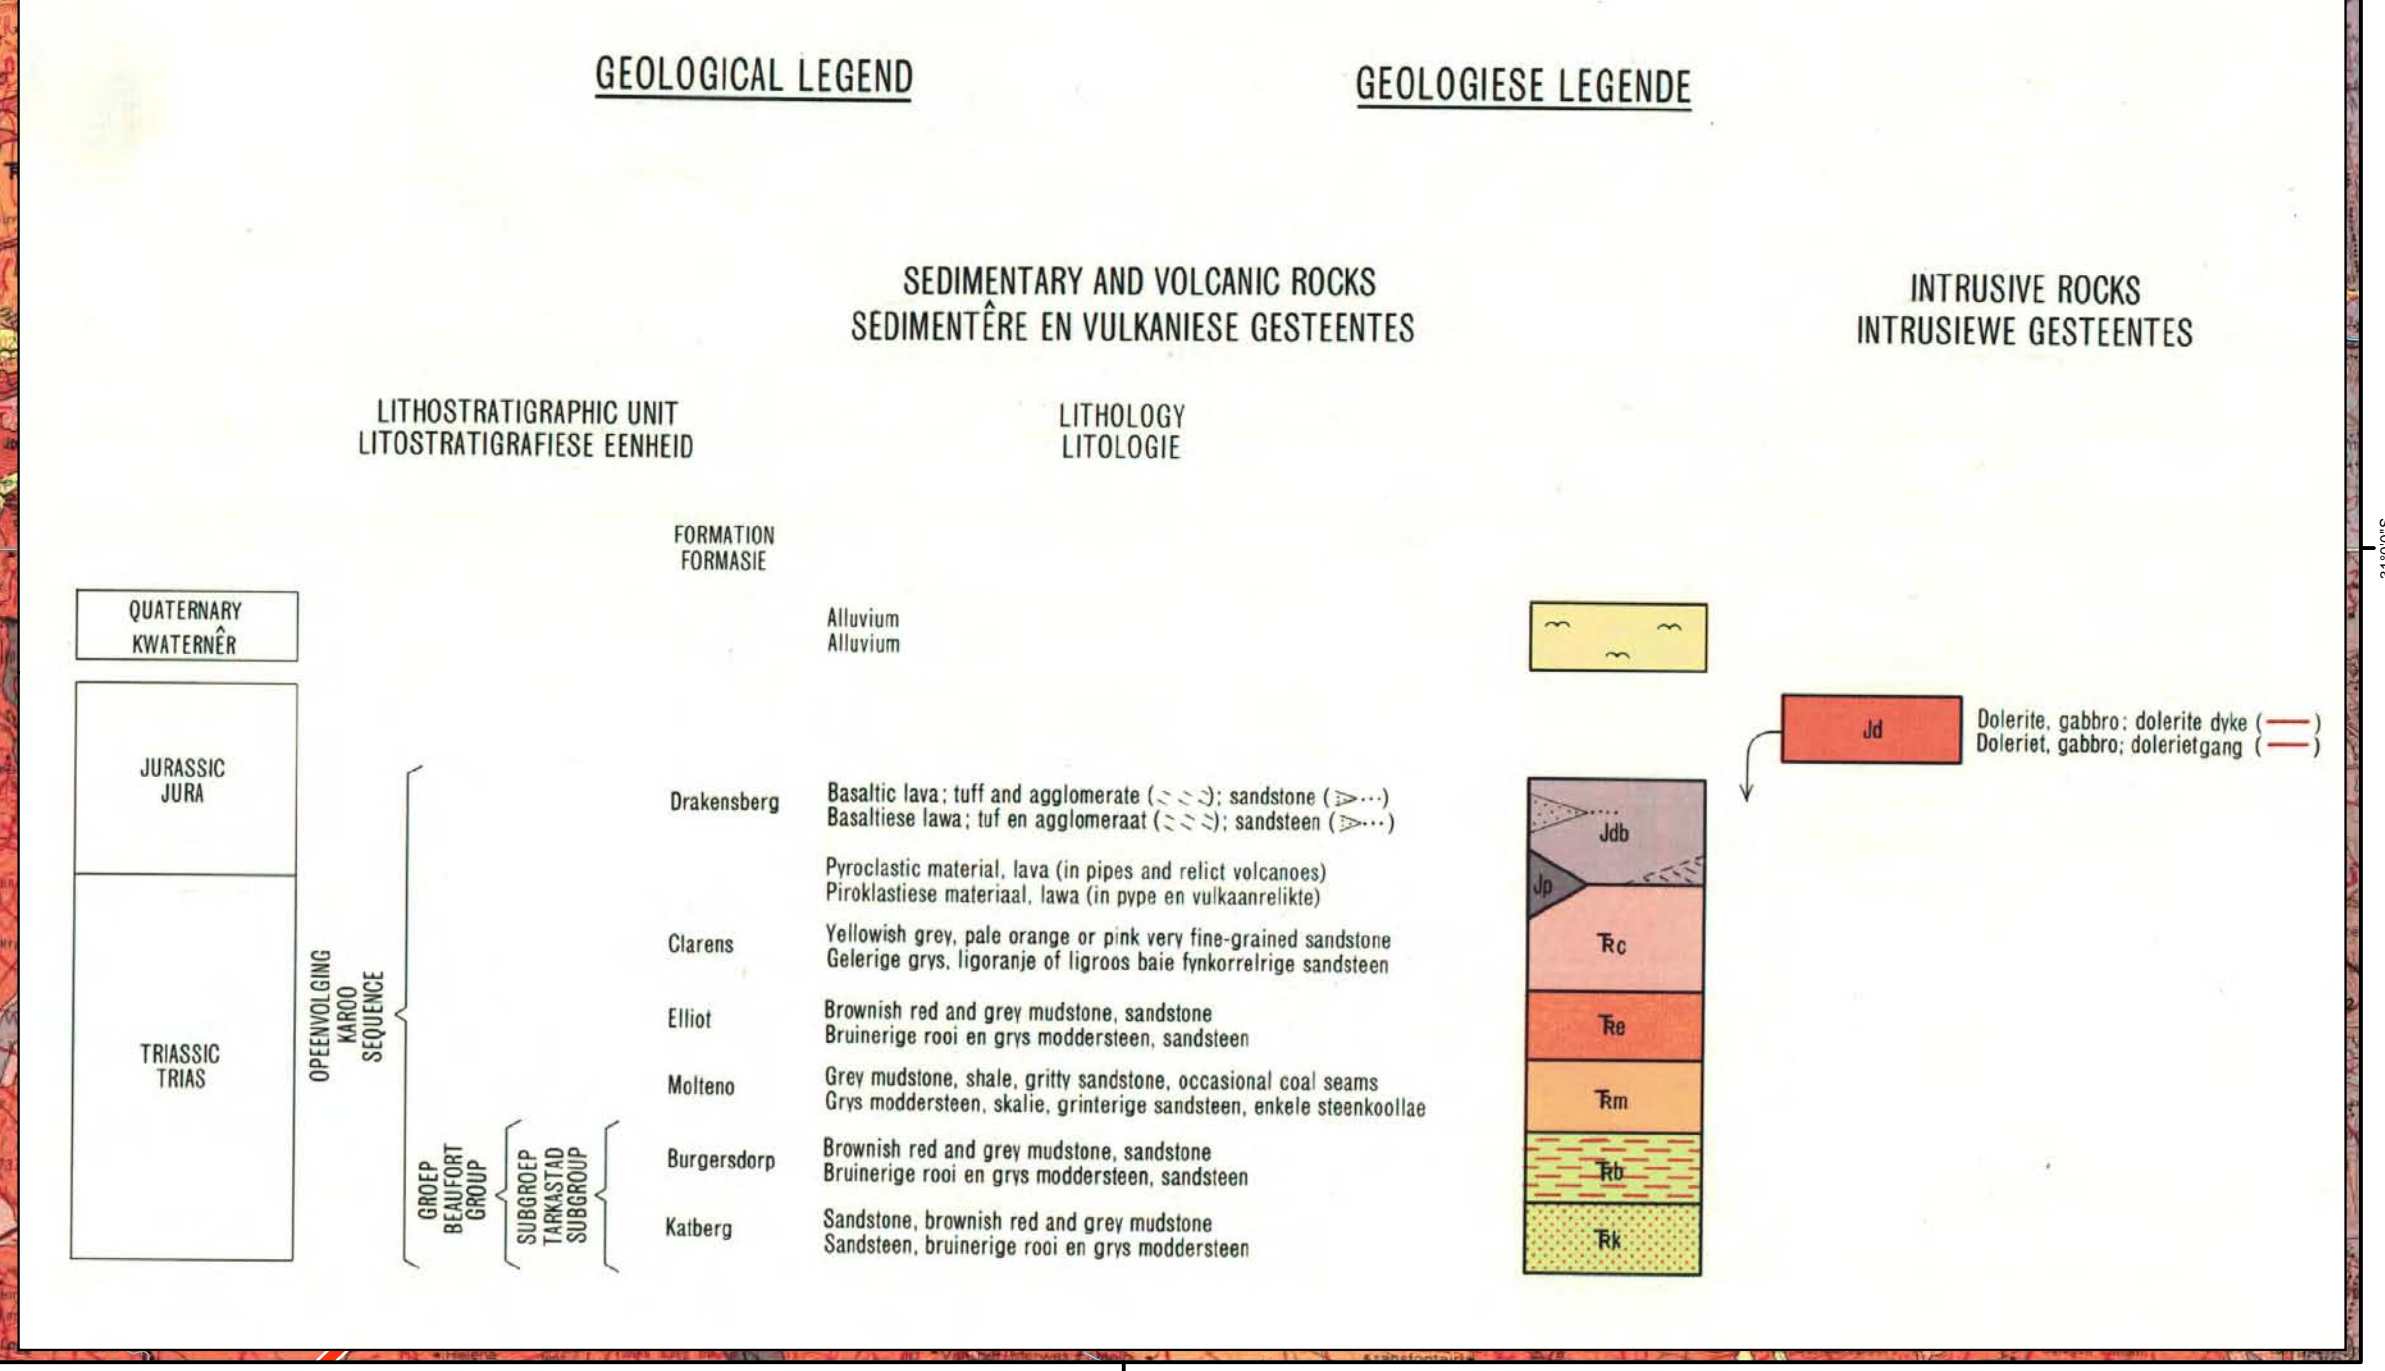 GEOLOGICAL LEGEND
GEOLOGIESE LEGENDE
SEDIMENTARY AND VOLCANIC ROCKS
SEDIMENTÊRE EN VULKANIESE GESTEENTES
INTRUSIVE ROCKS
INTRUSIEWE GESTEENTES
LITHOSTRATIGRAPHIC UNIT
LITOSTRATIGRAFIESE EENHEID
LITHOLOGY
LITOLOGIE
FORMATION
FORMASIE
QUATERNARY
KWATERNÊR
Alluvium
Alluvium
JURASSIC
JURA
Jd
Dolerite, gabbro; dolerite dyke ( )
Doleriet, gabbro; dolerietgang ( )
Drakensberg
Basaltic lava; tuff and agglomerate ( ); sandstone ( )
Basaltiese lawa; tuf en agglomeraat ( ); sandsteen ( )
Jdb
Pyroclastic material, lava (in pipes and relict volcanoes)
Piroklastiese materiaal, lawa (in pype en vulkaanrelikte)
Jp
TRIASSIC
TRIAS
OPEENVOLGING
KAROO
SEQUENCE
Clarens
Yellowish grey, pale orange or pink very fine-grained sandstone
Gelerige grys, ligoranje of ligroos baie fynkorrelrige sandsteen
TRc
Elliot
Brownish red and grey mudstone, sandstone
Bruinerige rooi en grys moddersteen, sandsteen
TRe
Molteno
Grey mudstone, shale, gritty sandstone, occasional coal seams
Grys moddersteen, skalie, grinterige sandsteen, enkele steenkoollae
TRm
GROEP
BEAUFORT
GROUP
SUBGROEP
TARKASTAD
SUBGROUP
Burgersdorp
Brownish red and grey mudstone, sandstone
Bruinerige rooi en grys moddersteen, sandsteen
TRb
Katberg
Sandstone, brownish red and grey mudstone
Sandsteen, bruinerige rooi en grys moddersteen
TRk